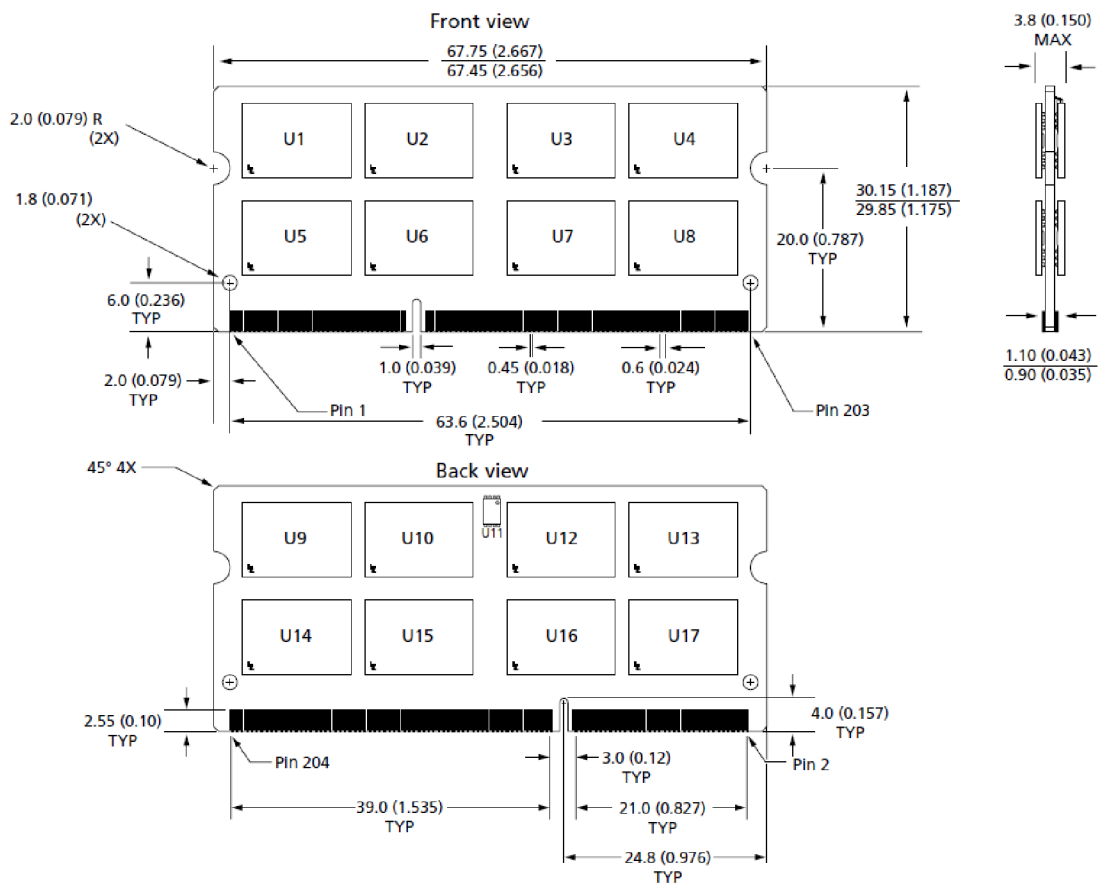 Front view
67.75 (2.667)
67.45 (2.656)
3.8 (0.150)
MAX
2.0 (0.079) R
(2X)
U1
U2
U3
U4
1.8 (0.071)
(2X)
30.15 (1.187)
29.85 (1.175)
20.0 (0.787)
TYP
U5
U6
U7
U8
6.0 (0.236)
TYP
1.0 (0.039)
TYP
0.45 (0.018)
TYP
0.6 (0.024)
TYP
1.10 (0.043)
0.90 (0.035)
2.0 (0.079)
TYP
Pin 1
Pin 203
63.6 (2.504)
TYP
45° 4X
Back view
U9
U10
U11
U12
U13
U14
U15
U16
U17
2.55 (0.10)
TYP
4.0 (0.157)
TYP
Pin 204
3.0 (0.12)
TYP
Pin 2
39.0 (1.535)
TYP
21.0 (0.827)
TYP
24.8 (0.976)
TYP